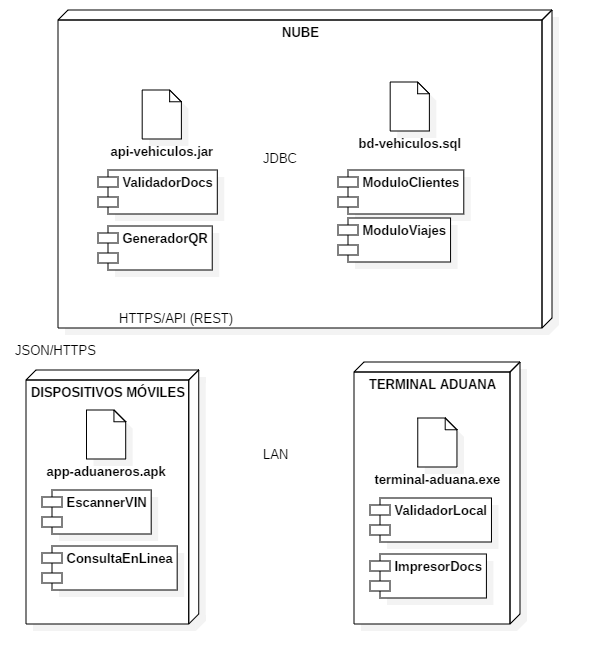 NUBE
api-vehiculos.jar
bd-vehiculos.sql
JDBC
ValidadorDocs
ModuloClientes
GeneradorQR
ModuloViajes
HTTPS/API (REST)
JSON/HTTPS
DISPOSITIVOS MÓVILES
TERMINAL ADUANA
app-aduaneros.apk
LAN
terminal-aduana.exe
EscannerVIN
ValidadorLocal
ConsultaEnLinea
ImpresorDocs